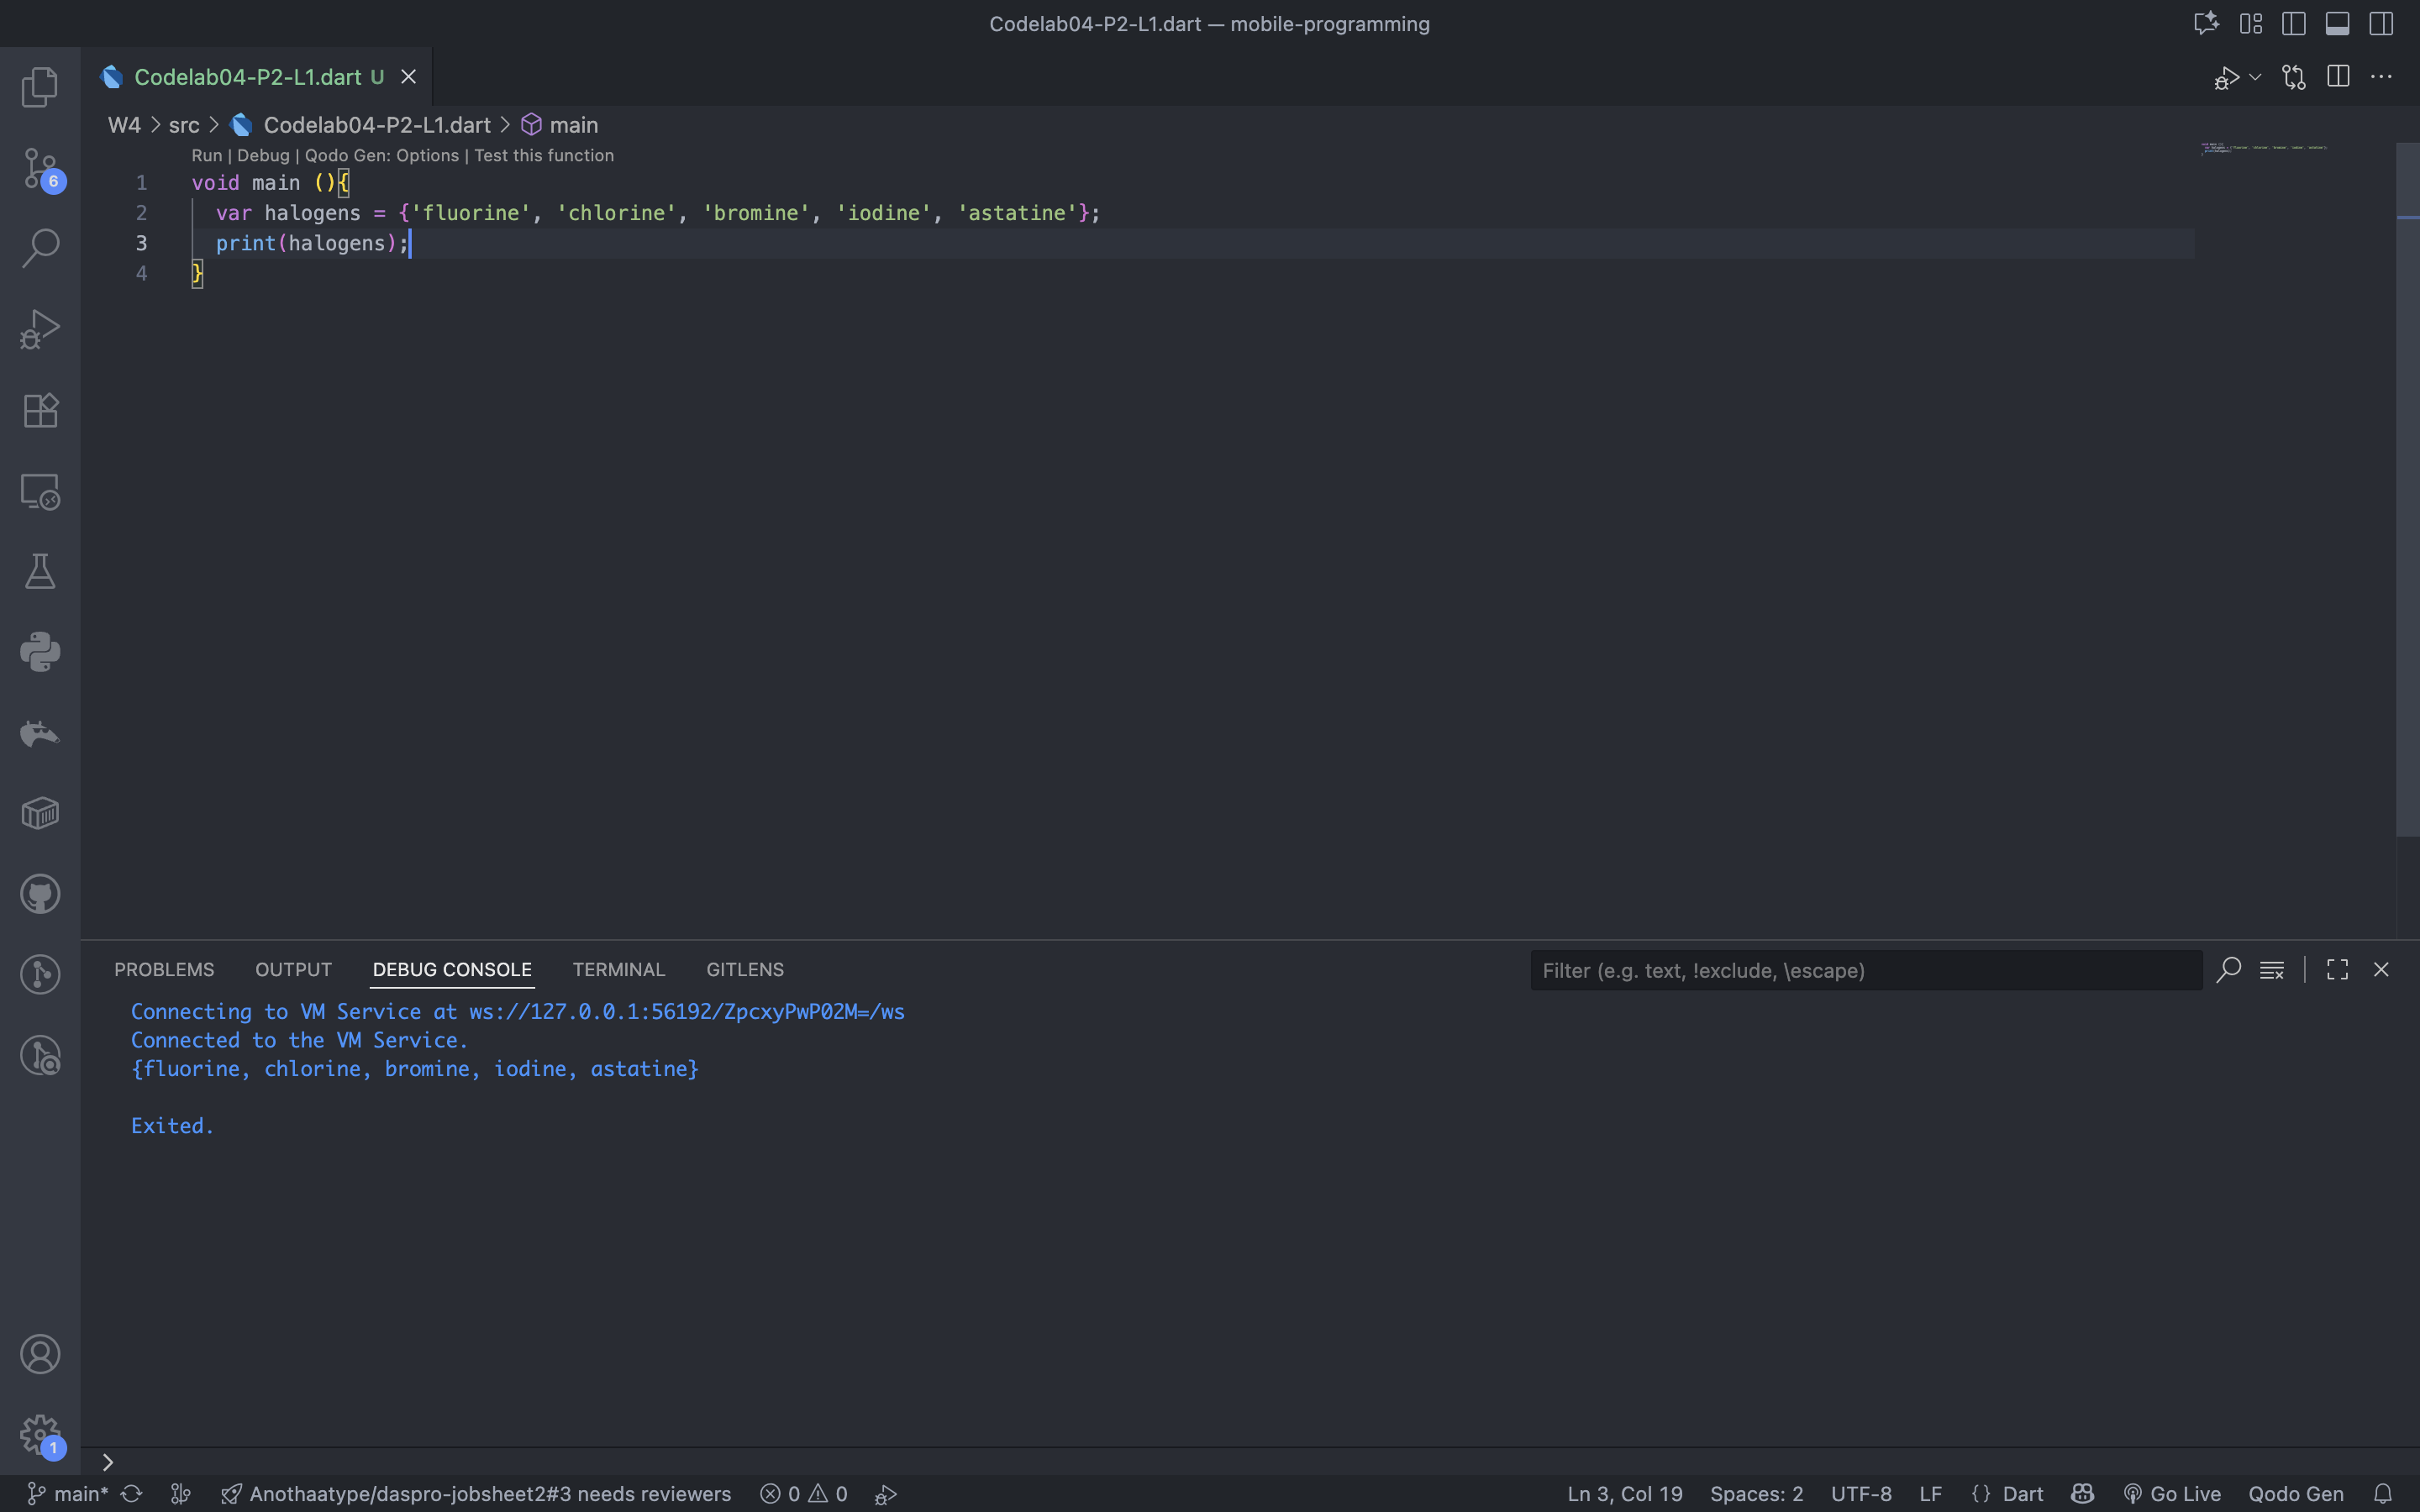 Codelab04-P2-L1.dart — mobile-programming
Codelab04-P2-L1.dart U
W4 > src > Codelab04-P2-L1.dart > main
Run | Debug | Qodo Gen: Options | Test this function
1 void main (){
2 var halogens = {'fluorine', 'chlorine', 'bromine', 'iodine', 'astatine'};
3 print(halogens);
4 }
6
PROBLEMS OUTPUT DEBUG CONSOLE TERMINAL GITLENS Filter (e.g. text, !exclude, \escape)
Connecting to VM Service at ws://127.0.0.1:56192/ZpcxyPwP02M=/ws
Connected to the VM Service.
{fluorine, chlorine, bromine, iodine, astatine}
Exited.
1
>
main* Anothaatype/daspro-jobsheet2#3 needs reviewers 0 0 Ln 3, Col 19 Spaces: 2 UTF-8 LF {} Dart Go Live Qodo Gen